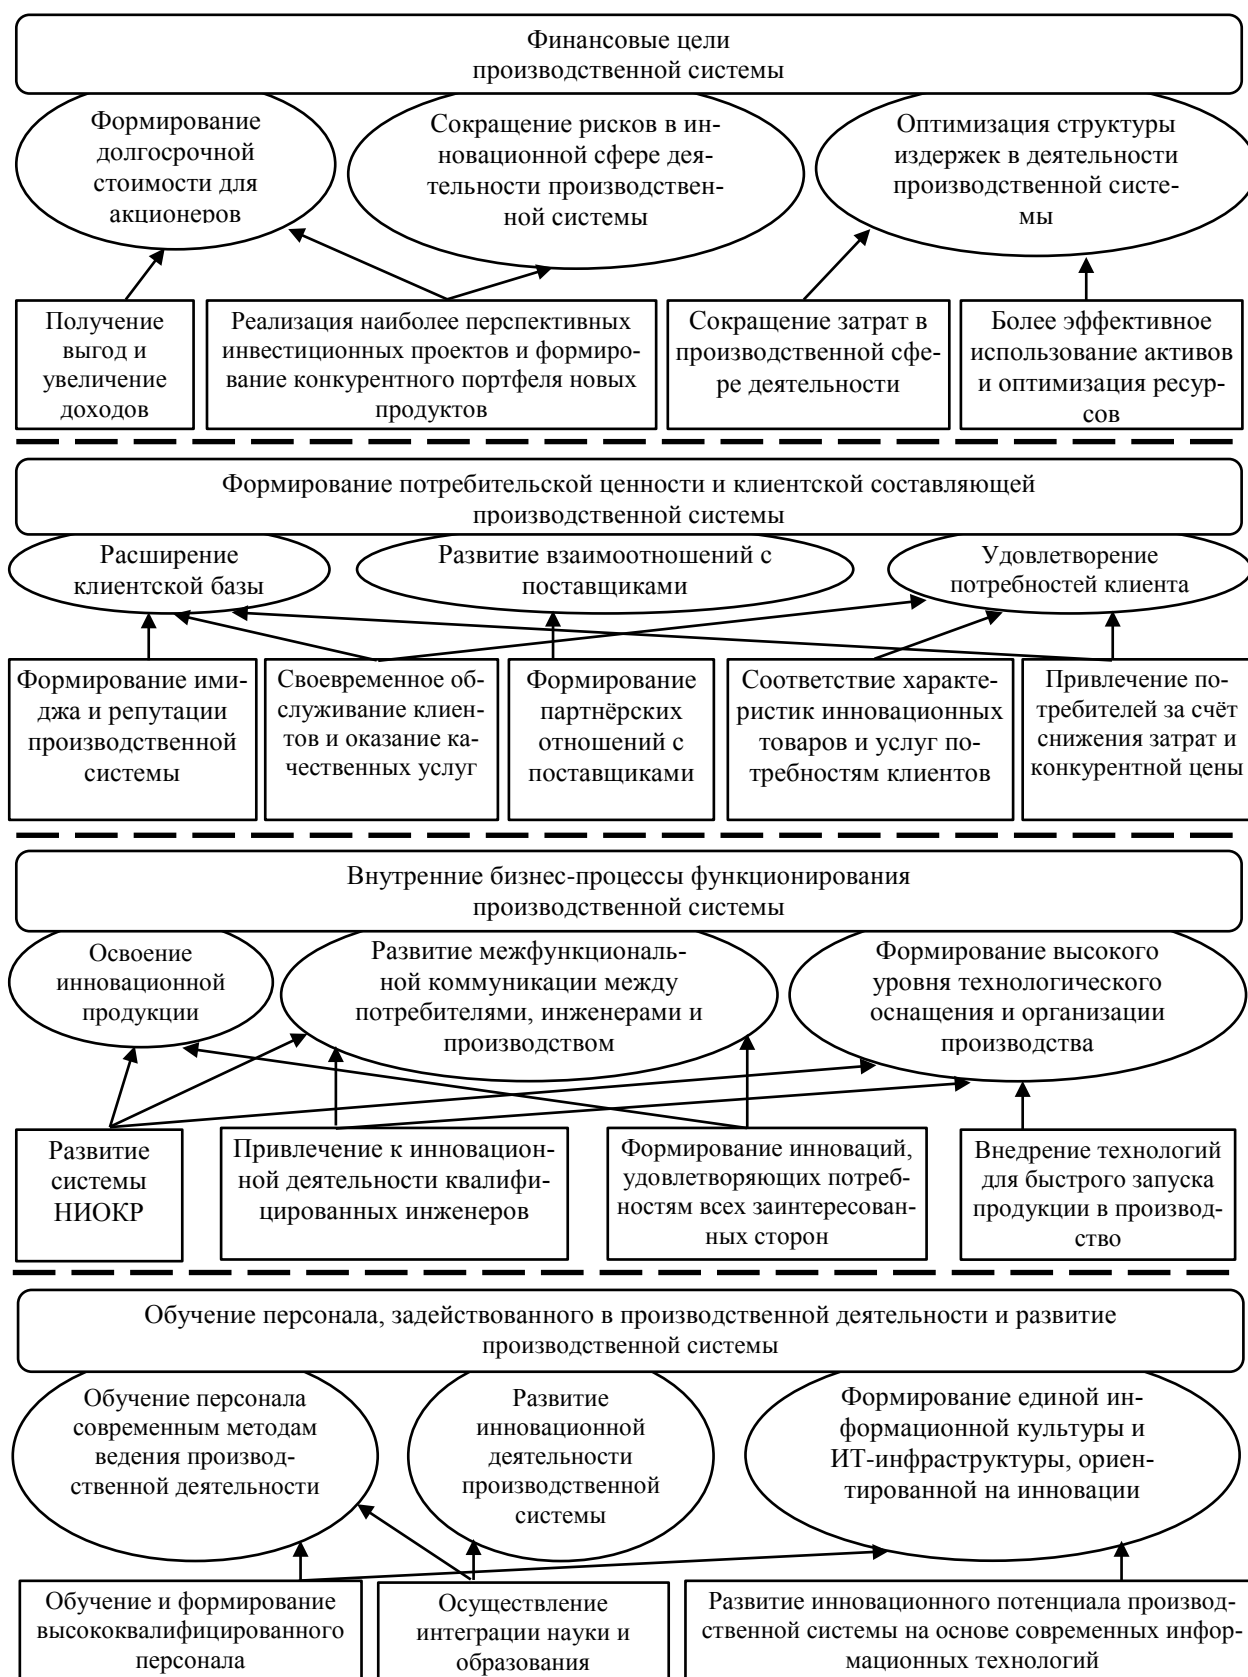 Финансовые цели
производственной системы
Формирование
долгосрочной
стоимости для
акционеров
Сокращение рисков в ин-
новационной сфере дея-
тельности производствен-
ной системы
Оптимизация структуры
издержек в деятельности
производственной систе-
мы
Получение
выгод и
увеличение
доходов
Реализация наиболее перспективных
инвестиционных проектов и формиро-
вание конкурентного портфеля новых
продуктов
Сокращение затрат в
производственной сфе-
ре деятельности
Более эффективное
использование активов
и оптимизация ресур-
сов
Формирование потребительской ценности и клиентской составляющей
производственной системы
Расширение
клиентской базы
Развитие взаимоотношений с
поставщиками
Удовлетворение
потребностей клиента
Формирование ими-
джа и репутации
производственной
системы
Своевременное об-
служивание клиен-
тов и оказание ка-
чественных услуг
Формирование
партнёрских
отношений с
поставщиками
Соответствие характе-
ристик инновационных
товаров и услуг по-
требностям клиентов
Привлечение по-
требителей за счёт
снижения затрат и
конкурентной цены
Внутренние бизнес-процессы функционирования
производственной системы
Освоение
инновационной
продукции
Развитие межфункциональ-
ной коммуникации между
потребителями, инженерами и
производством
Формирование высокого
уровня технологического
оснащения и организации
производства
Развитие
системы
НИОКР
Привлечение к инновацион-
ной деятельности квалифи-
цированных инженеров
Формирование инноваций,
удовлетворяющих потреб-
ностям всех заинтересован-
ных сторон
Внедрение технологий
для быстрого запуска
продукции в производ-
ство
Обучение персонала, задействованного в производственной деятельности и развитие
производственной системы
Обучение персонала
современным методам
ведения производ-
ственной деятельности
Развитие
инновационной
деятельности
производственной
системы
Формирование единой ин-
формационной культуры и
ИТ-инфраструктуры, ориен-
тированной на инновации
Обучение и формирование
высококвалифицированного
персонала
Осуществление
интеграции науки и
образования
Развитие инновационного потенциала производ-
ственной системы на основе современных инфор-
мационных технологий